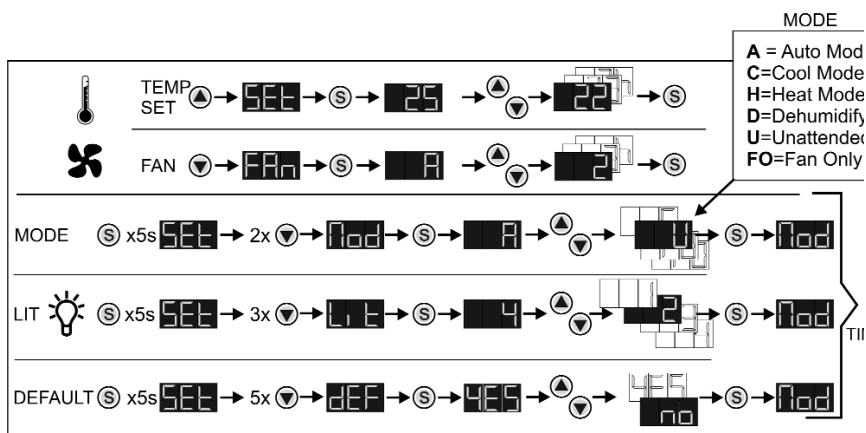 MODE
A = Auto Mod
C=Cool Mode
H=Heat Mode
D=Dehumidify
U=Unattended
FO=Fan Only
TEMP SET SEt S 25 22 S
FAN FAn S A 2 S
MODE S x5s SEt 2x Mod S A U S Mod
LIT S x5s SEt 3x Lit S 4 2 S Mod
TIM
DEFAULT S x5s SEt 5x dEF S YES YES no S Mod